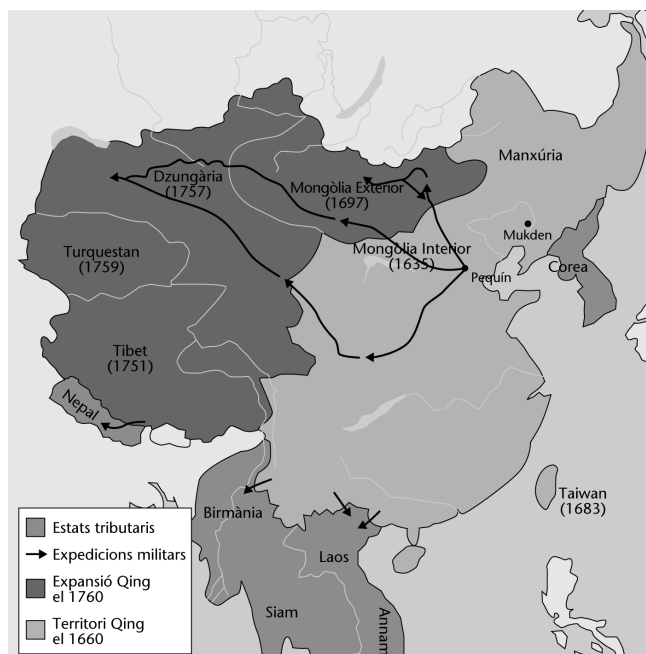 Manxúria
Dzungària
(1757)
Mongòlia Exterior
(1697)
Mukden
Mongòlia Interior
(1635)
Turquestan
(1759)
Corea
Pequín
Tibet
(1751)
Nepal
Taiwan
(1683)
Birmània
Laos
Siam
Annam
Estats tributaris
Expedicions militars
Expansió Qing
el 1760
Territori Qing
el 1660